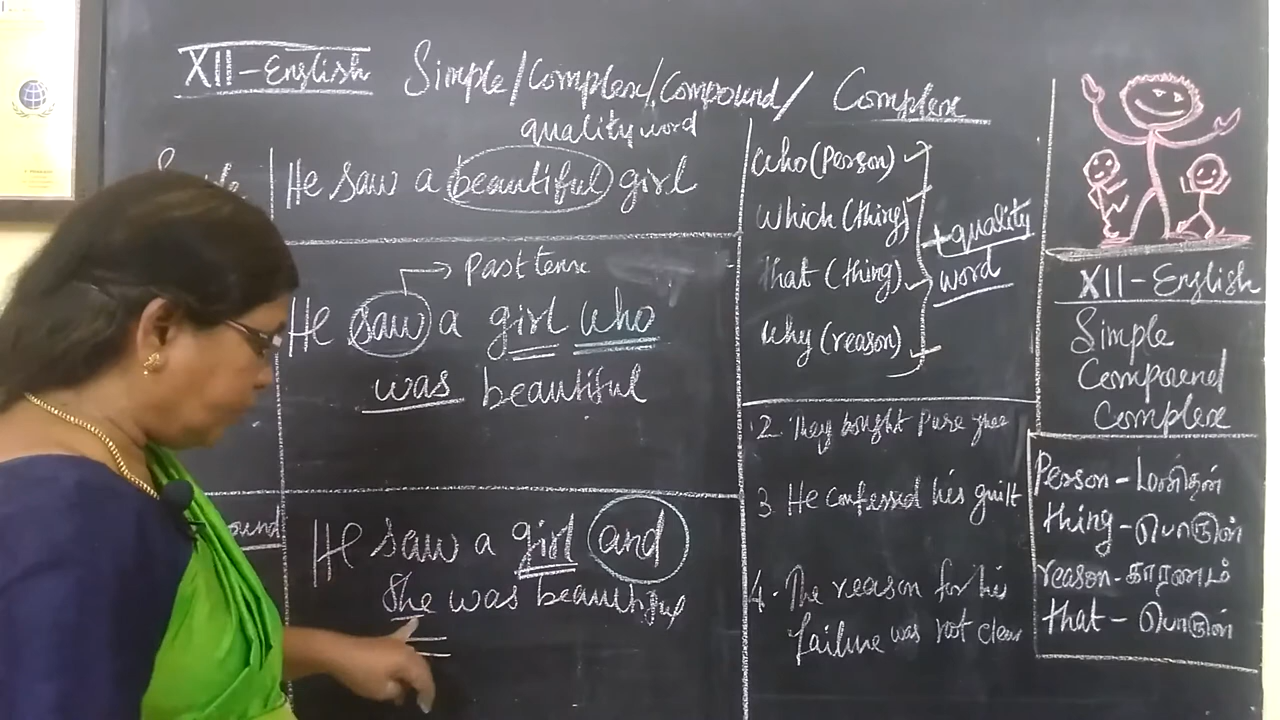 XII-English Simple/Complex/Compound/ Complex
quality word
He saw a beautiful girl
Past tense
He saw a girl who
was beautiful
ound
He saw a girl and
She was beautiful
who (person)
which (thing)
that (thing)
why (reason)
+quality
word
2. They bought pure ghee
3. He confessed his guilt
4. The reason for his
failure was not clear
XII-English
Simple
Compound
Complex
Person - மனிதன்
thing - பொருள்
reason - காரணம்
that - பொருள்